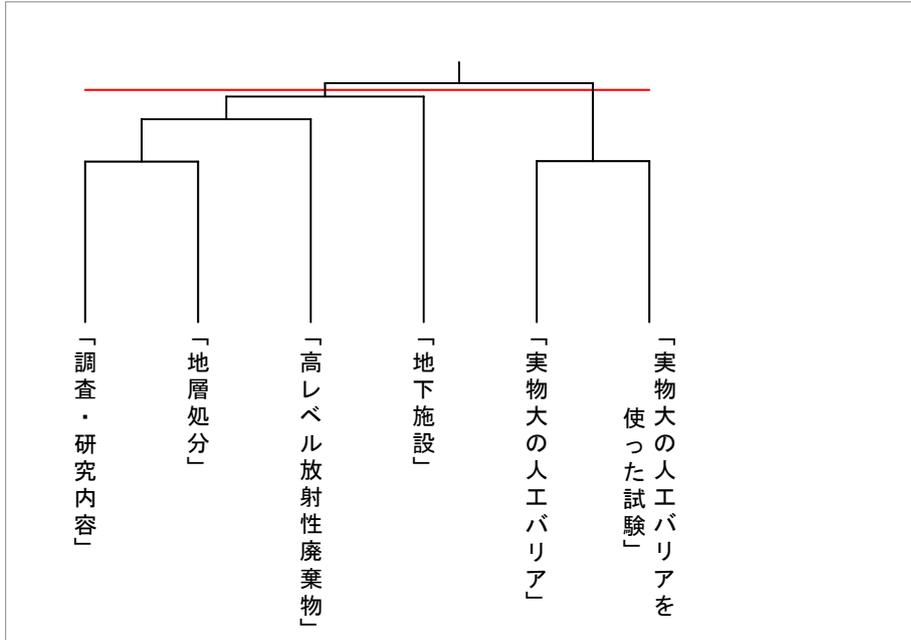 「調査・研究内容」
「地層処分」
「高レベル放射性廃棄物」
「地下施設」
「実物大の人工バリア」
「実物大の人工バリアを
使った試験」